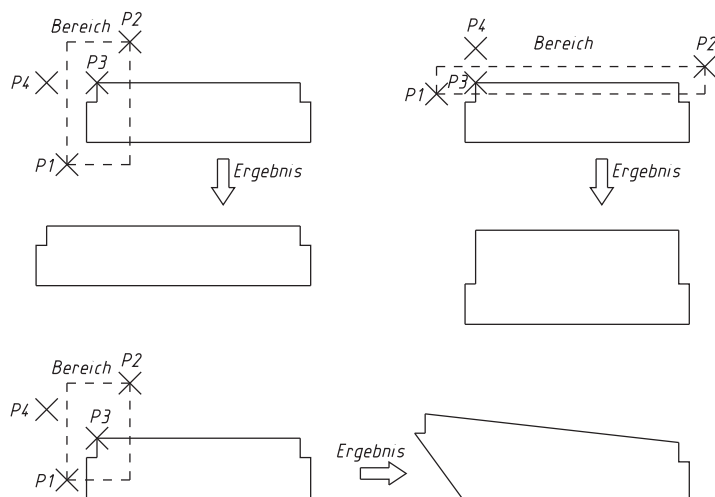 Bereich P2
P3
P4
P1
Ergebnis
P4
Bereich
P2
P3
P1
Ergebnis
Bereich P2
P4
P3
P1
Ergebnis